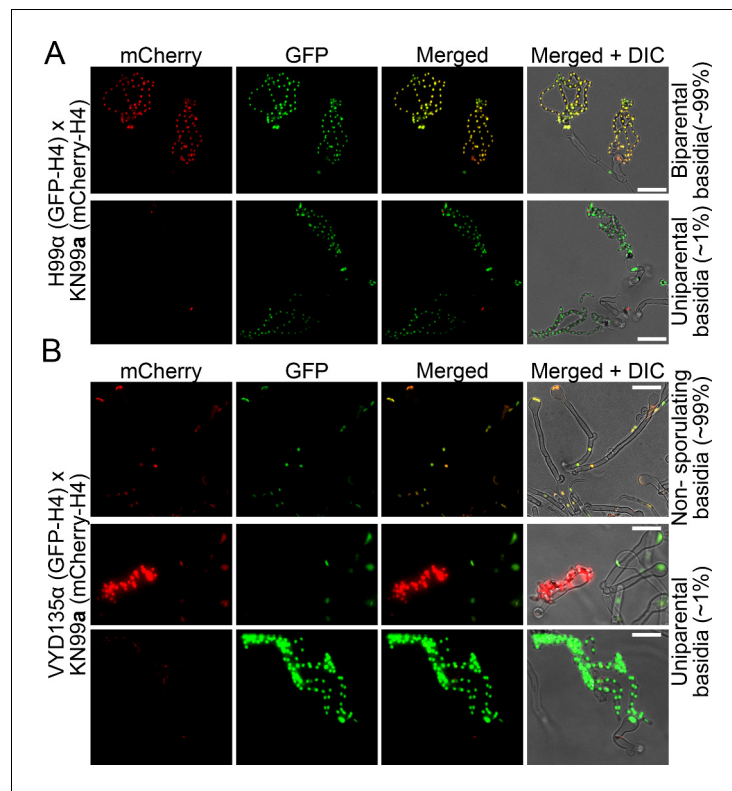 A
mCherry GFP Merged Merged + DIC
H99α (GFP-H4) x
KN99a (mCherry-H4)
Biparental
basidia(~99%)
Uniparental
basidia (~1%)
B
mCherry GFP Merged Merged + DIC
VYD135α (GFP-H4) x
KN99a (mCherry-H4)
Non- sporulating
basidia (~99%)
Uniparental
basidia (~1%)